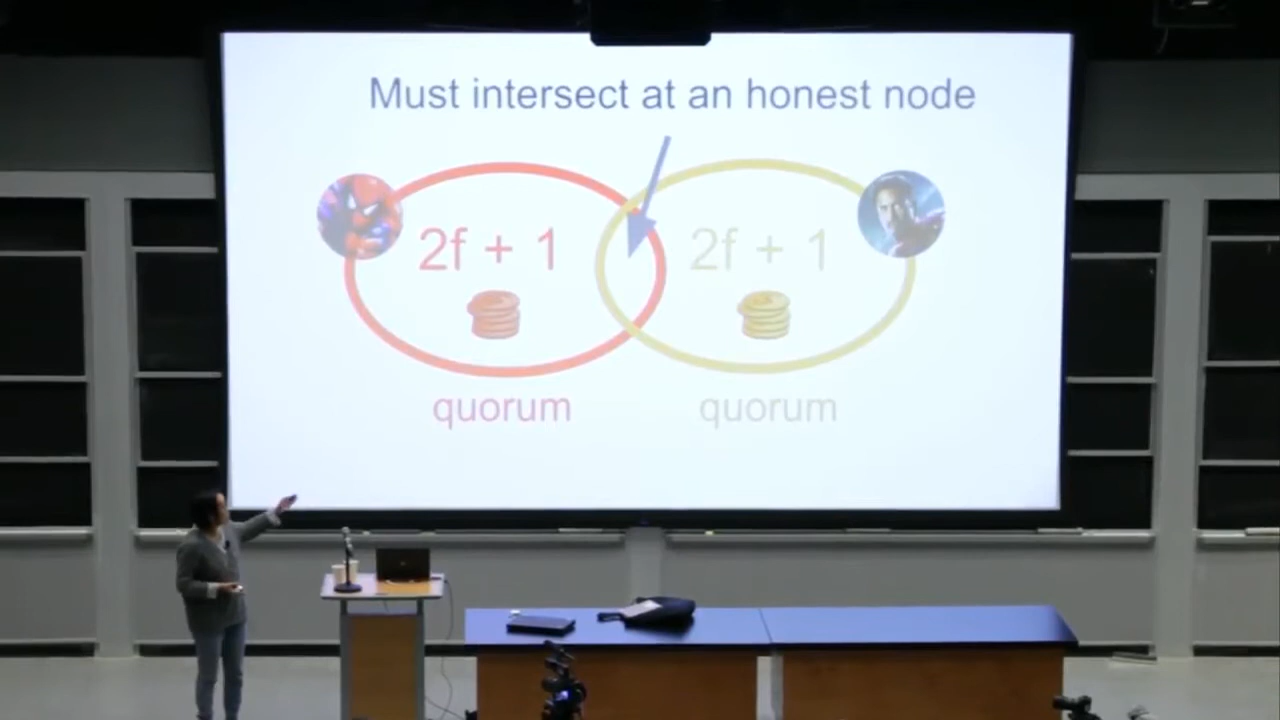 Must intersect at an honest node
2f + 1
2f + 1
quorum
quorum